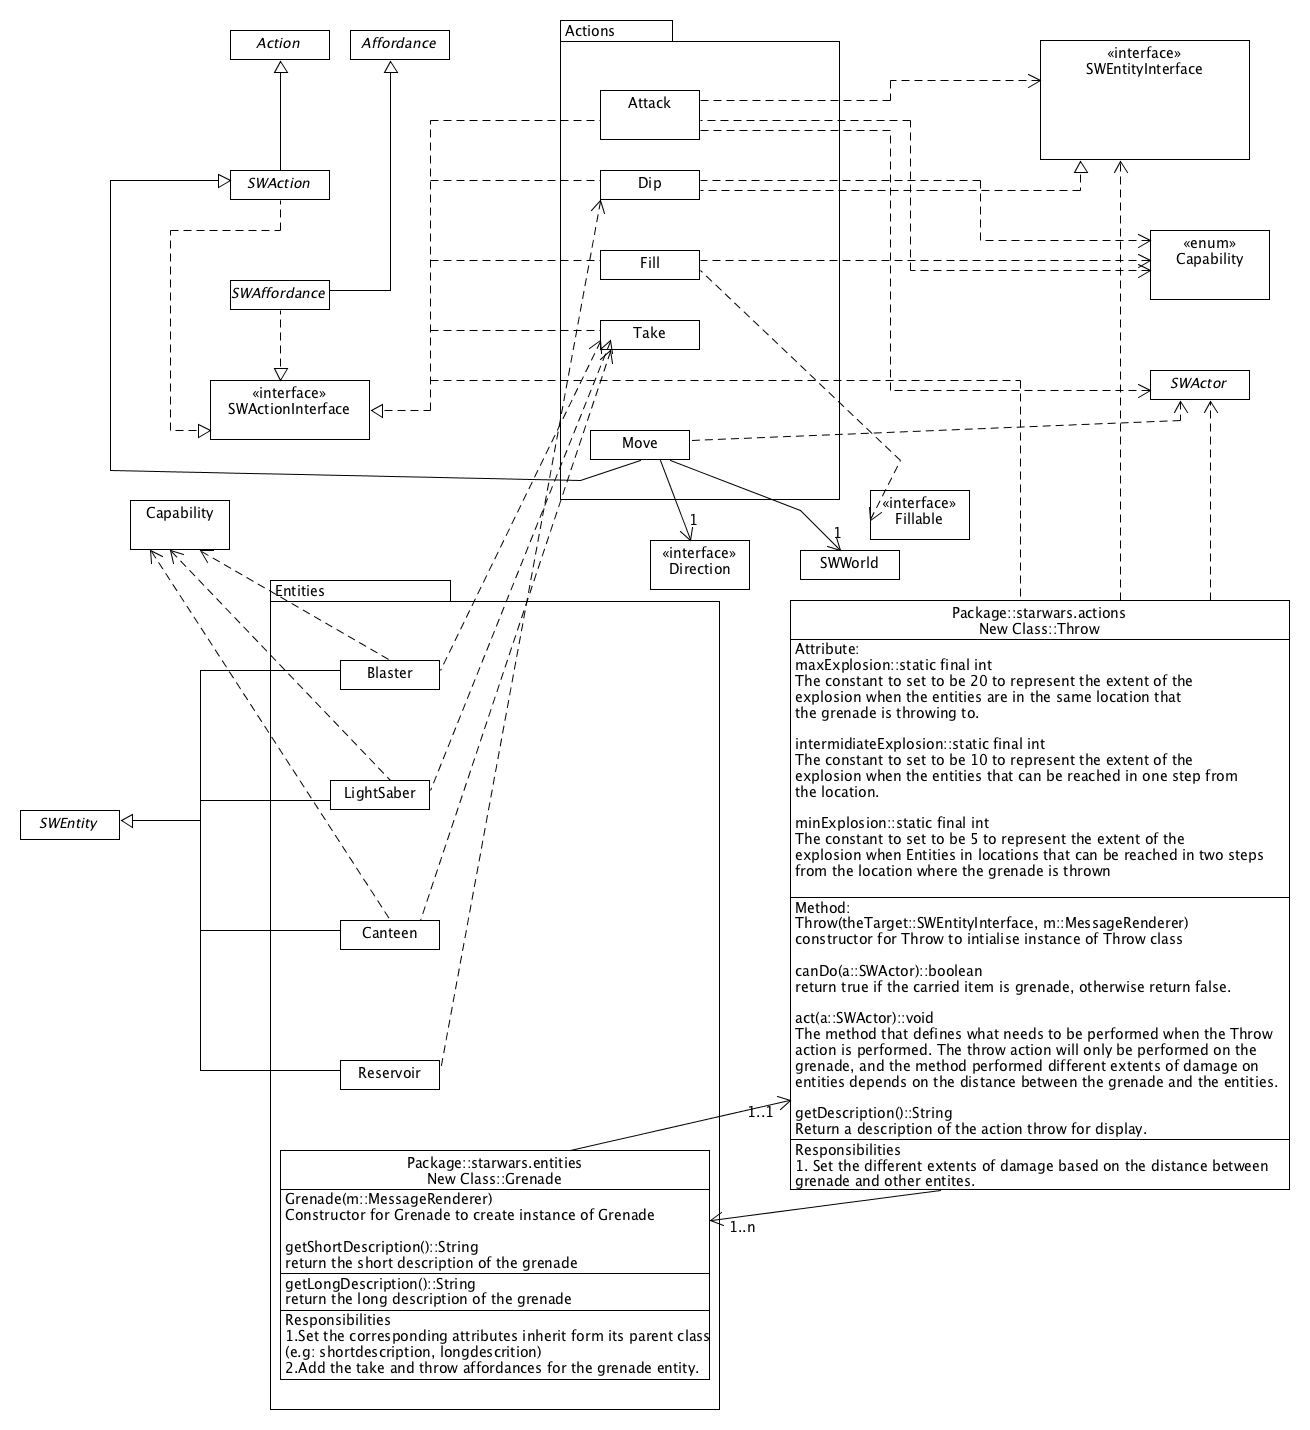 Action
Affordance
Actions
«interface»
SWEntityInterface
Attack
SWAction
Dip
«enum»
Capability
Fill
SWAffordance
Take
«interface»
SWActionInterface
SWActor
Move
«interface»
Fillable
Capability
1
1
«interface»
Direction
SWWorld
Entities
Package::starwars.actions
New Class::Throw
Attribute:
maxExplosion::static final int
The constant to set to be 20 to represent the extent of the
explosion when the entities are in the same location that
the grenade is throwing to.
intermidiateExplosion::static final int
The constant to set to be 10 to represent the extent of the
explosion when the entities that can be reached in one step from
the location.
minExplosion::static final int
The constant to set to be 5 to represent the extent of the
explosion when Entities in locations that can be reached in two steps
from the location where the grenade is thrown
Method:
Throw(theTarget::SWEntityInterface, m::MessageRenderer)
constructor for Throw to intialise instance of Throw class
canDo(a::SWActor)::boolean
return true if the carried item is grenade, otherwise return false.
act(a::SWActor)::void
The method that defines what needs to be performed when the Throw
action is performed. The throw action will only be performed on the
grenade, and the method performed different extents of damage on
entities depends on the distance between the grenade and the entities.
getDescription()::String
Return a description of the action throw for display.
Responsibilities
1. Set the different extents of damage based on the distance between
grenade and other entites.
Blaster
LightSaber
SWEntity
Canteen
Reservoir
1..1
1..n
Package::starwars.entities
New Class::Grenade
Grenade(m::MessageRenderer)
Constructor for Grenade to create instance of Grenade
getShortDescription()::String
return the short description of the grenade
getLongDescription()::String
return the long description of the grenade
Responsibilities
1.Set the corresponding attributes inherit form its parent class
(e.g: shortdescription, longdescrition)
2.Add the take and throw affordances for the grenade entity.